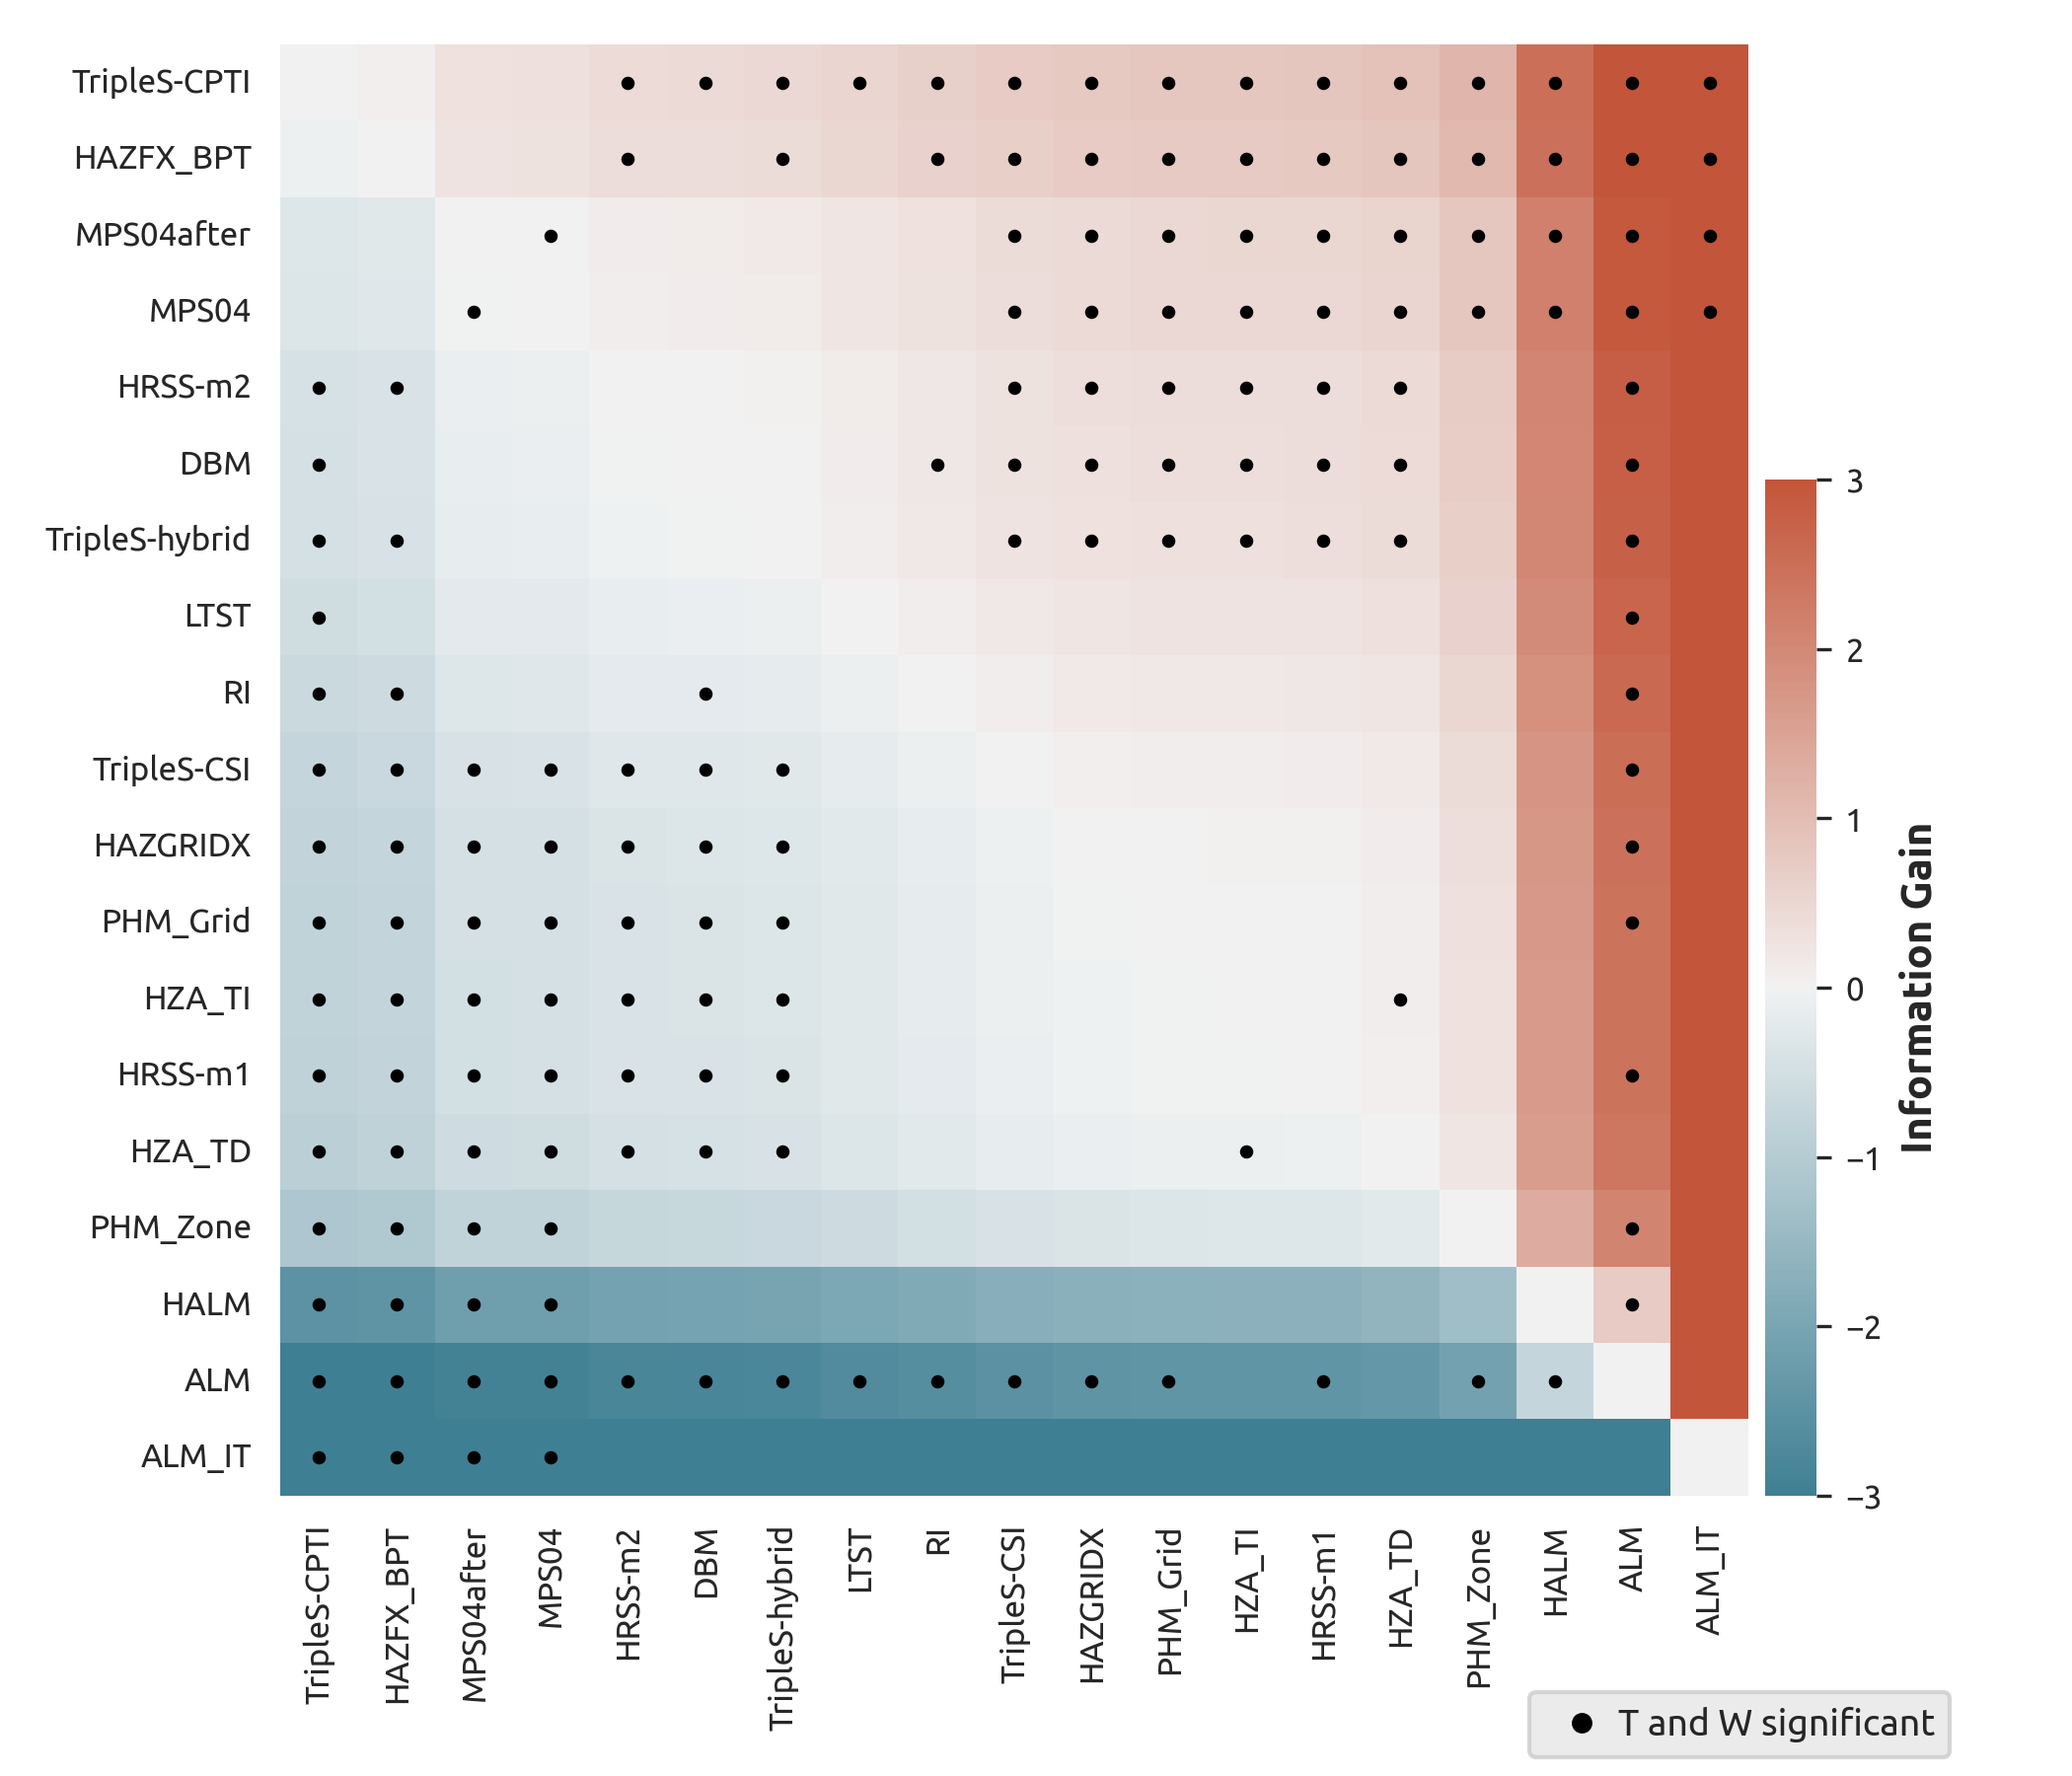 TripleS-CPTI
HAZFX_BPT
MPS04after
MPS04
HRSS-m2
DBM
TripleS-hybrid
LTST
RI
TripleS-CSI
HAZGRIDX
PHM_Grid
HZA_TI
HRSS-m1
HZA_TD
PHM_Zone
HALM
ALM
ALM_IT
TripleS-CPTI
HAZFX_BPT
MPS04after
MPS04
HRSS-m2
DBM
TripleS-hybrid
LTST
RI
TripleS-CSI
HAZGRIDX
PHM_Grid
HZA_TI
HRSS-m1
HZA_TD
PHM_Zone
HALM
ALM
ALM_IT
3
2
1
0
−1
−2
−3
Information Gain
T and W significant